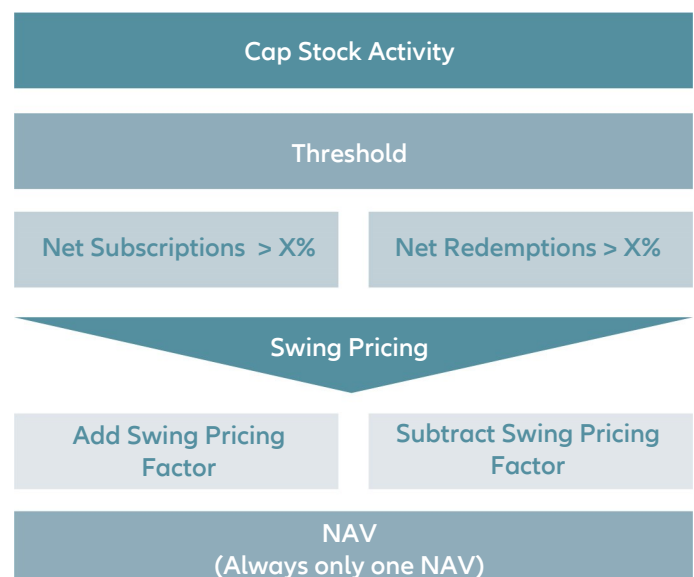 Cap Stock Activity
Threshold
Net Subscriptions > X%
Net Redemptions > X%
Swing Pricing
Add Swing Pricing
Factor
Subtract Swing Pricing
Factor
NAV
(Always only one NAV)